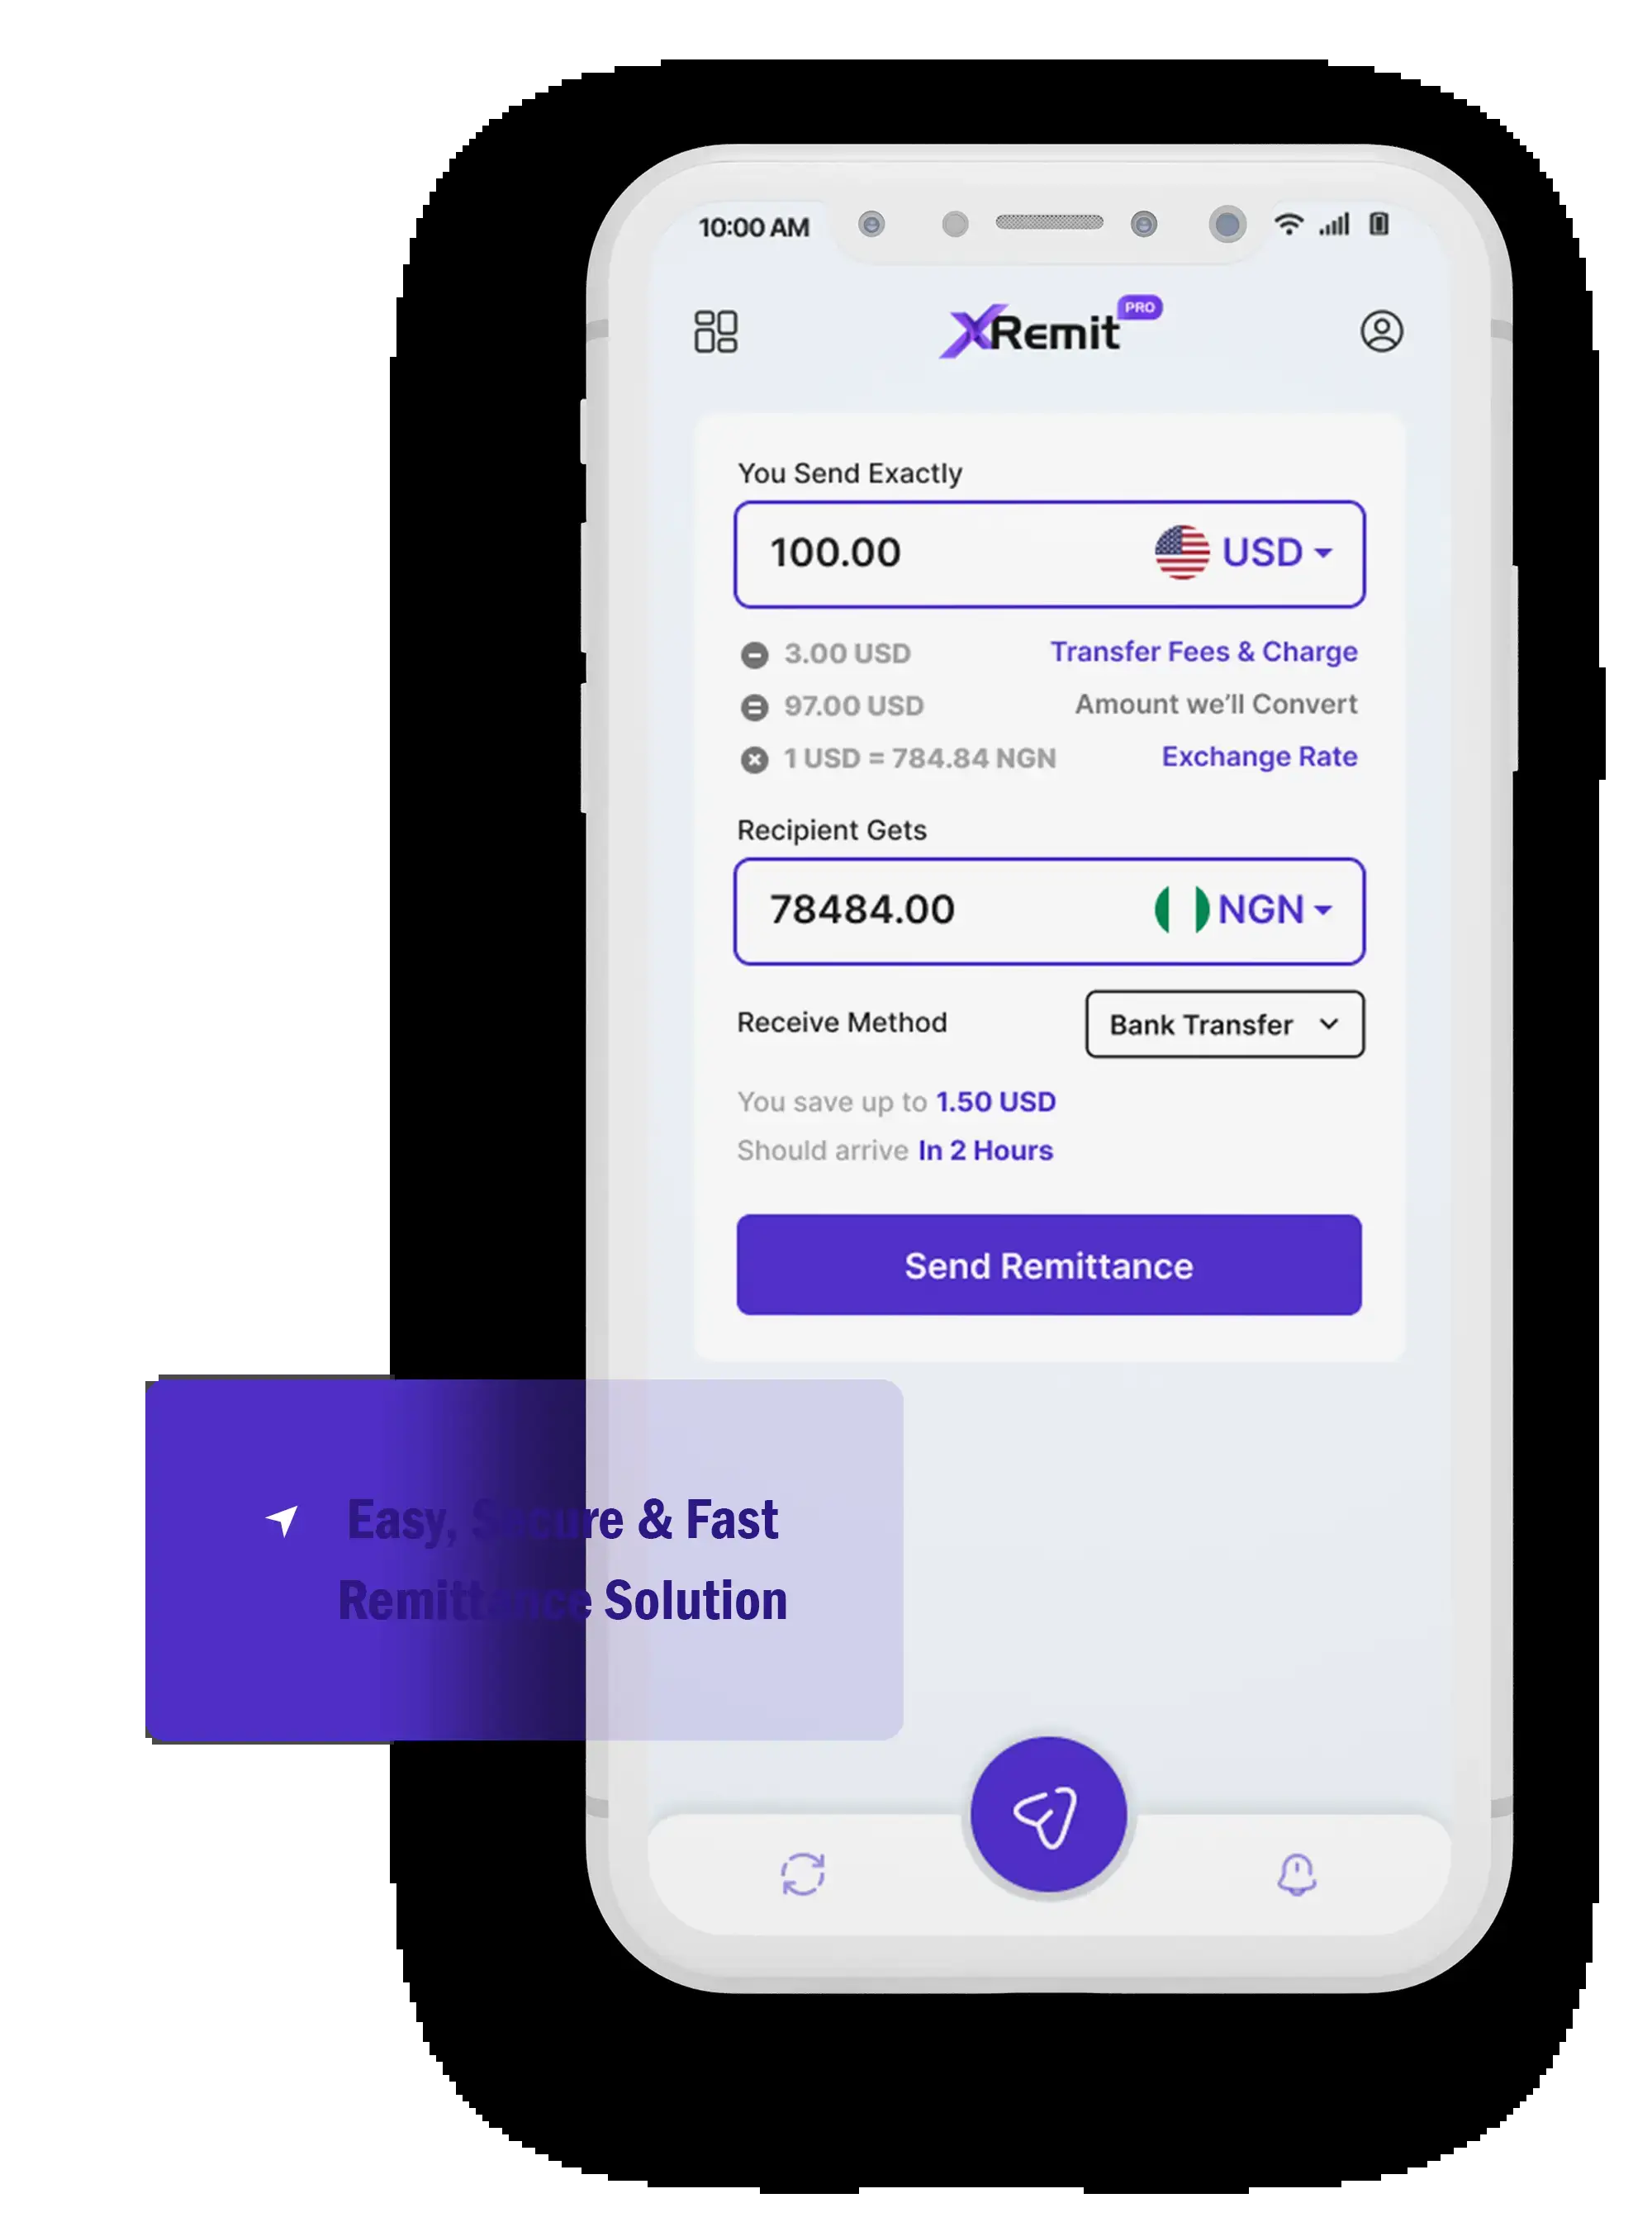 10:00 AM
XRemit PRO
You Send Exactly
100.00 USD
3.00 USD Transfer Fees & Charge
97.00 USD Amount we'll Convert
1 USD = 784.84 NGN Exchange Rate
Recipient Gets
78484.00 NGN
Receive Method Bank Transfer
You save up to 1.50 USD
Should arrive In 2 Hours
Send Remittance
Easy, Secure & Fast
Remittance Solution